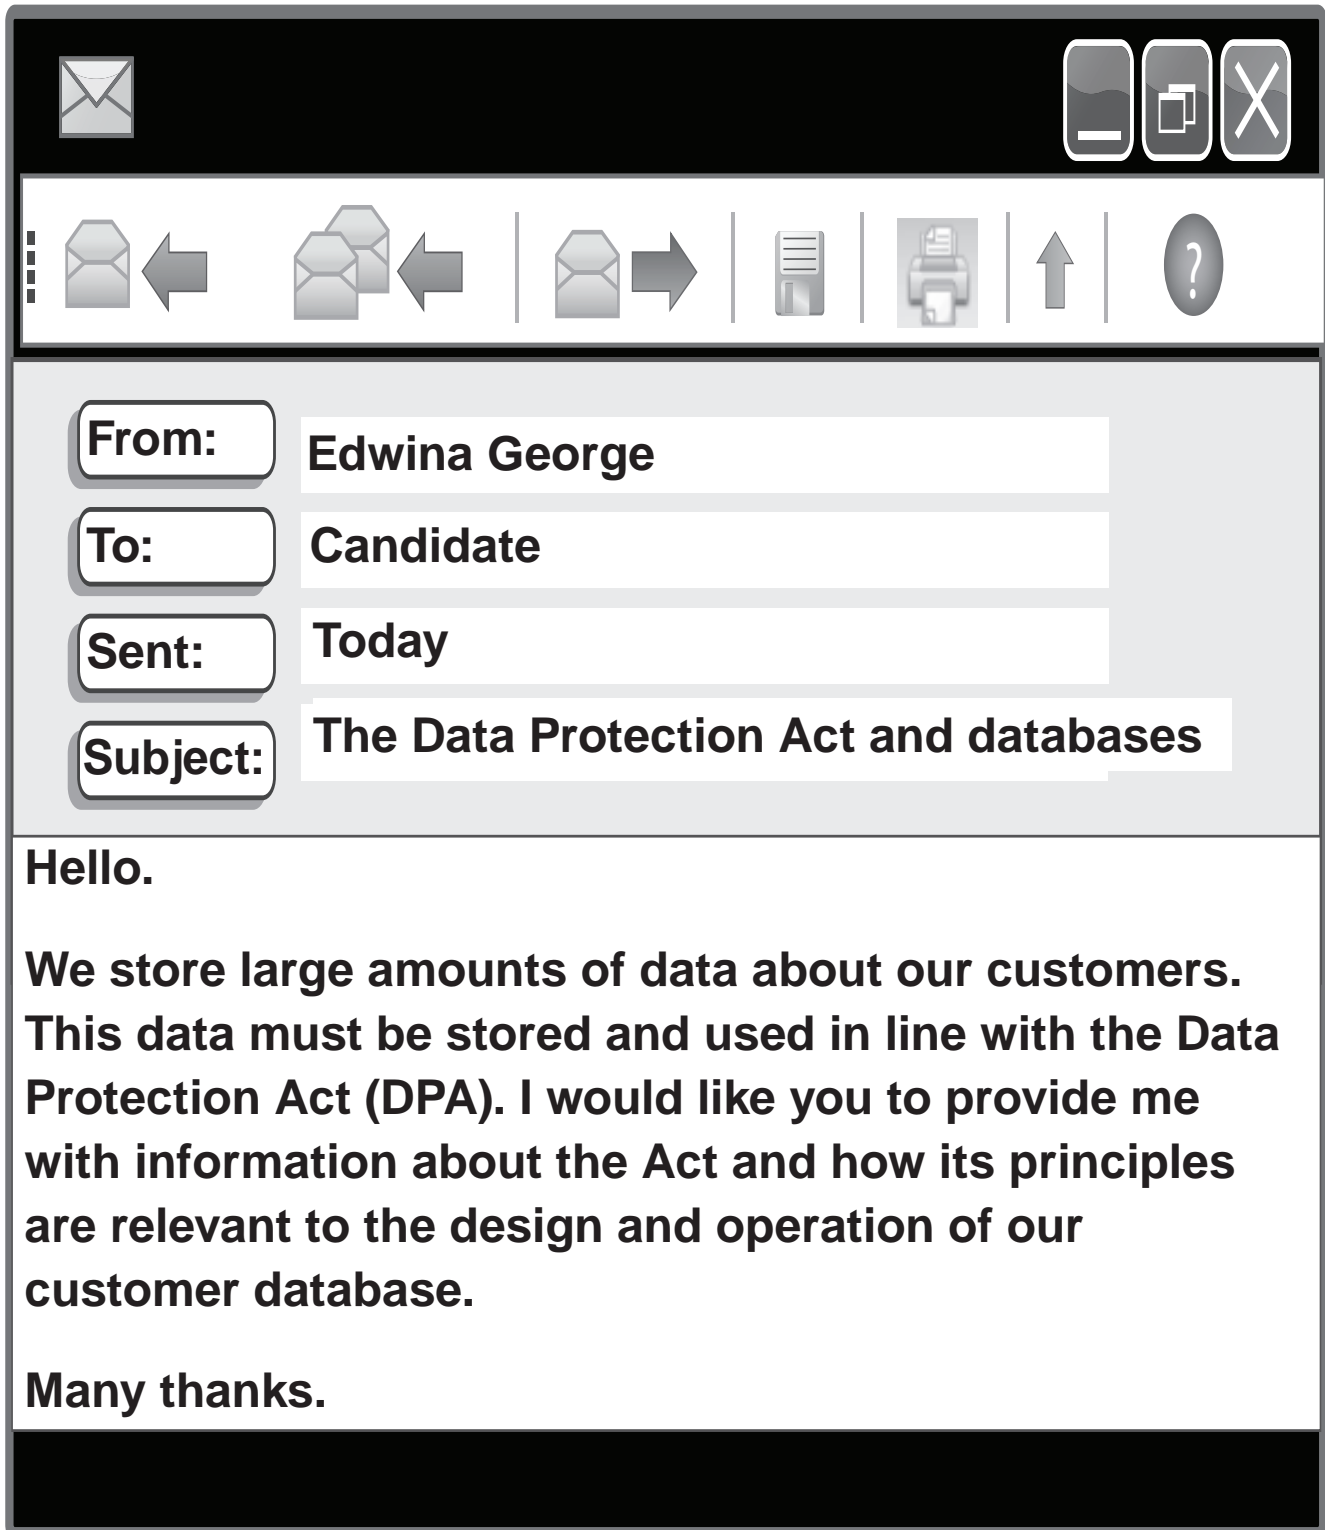 ?
From:
Edwina George
To:
Candidate
Sent:
Today
Subject:
The Data Protection Act and databases
Hello.
We store large amounts of data about our customers.
This data must be stored and used in line with the Data
Protection Act (DPA). I would like you to provide me
with information about the Act and how its principles
are relevant to the design and operation of our
customer database.
Many thanks.